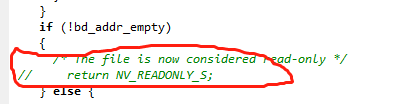 }
if (!bd_addr_empty)
{
/* The file is now considered read-only */
// return NV_READONLY_S;
} else {